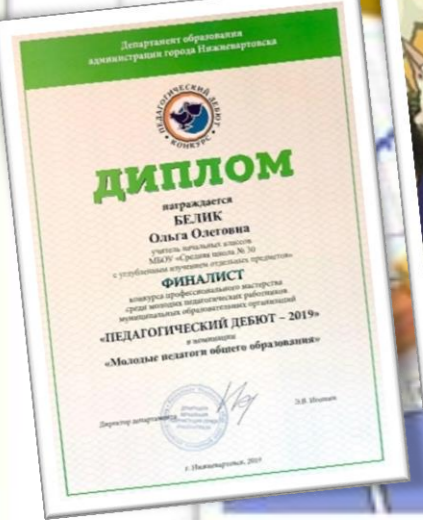 Департамент образования
администрации города Нижневартовска
ПЕДАГОГИЧЕСКИЙ ДЕБЮТ
КОНКУРС
ДИПЛОМ
награждается
БЕЛИК
Ольга Олеговна
учитель начальных классов
МБОУ «Средняя школа № 30
с углубленным изучением отдельных предметов»
ФИНАЛИСТ
конкурса профессионального мастерства
среди молодых педагогических работников
муниципальных образовательных организаций
«ПЕДАГОГИЧЕСКИЙ ДЕБЮТ – 2019»
в номинации
«Молодые педагоги общего образования»
Директор департамента
Э.В.
г. Нижневартовск, 2019